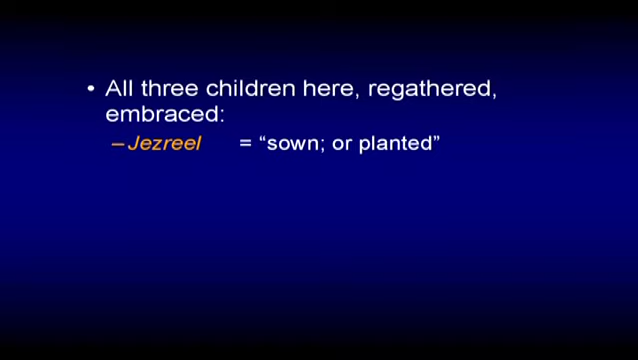 • All three children here, regathered,
embraced:
–Jezreel = “sown; or planted”